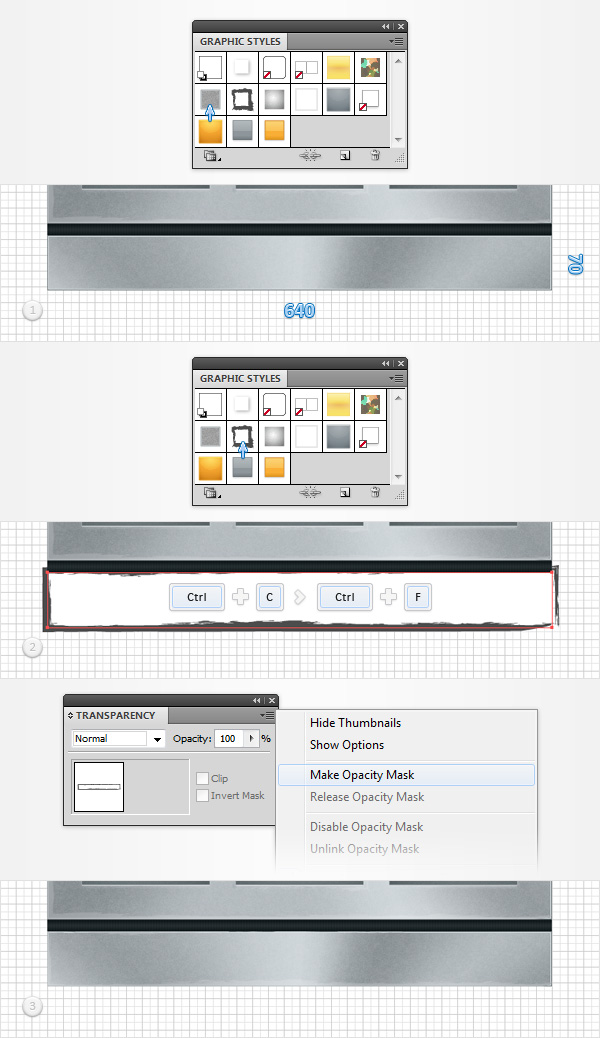 GRAPHIC STYLES
70
1
640
GRAPHIC STYLES
Ctrl C Ctrl F
2
TRANSPARENCY
Normal Opacity: 100 %
Clip
Invert Mask
Hide Thumbnails
Show Options
Make Opacity Mask
Release Opacity Mask
Disable Opacity Mask
Unlink Opacity Mask
3